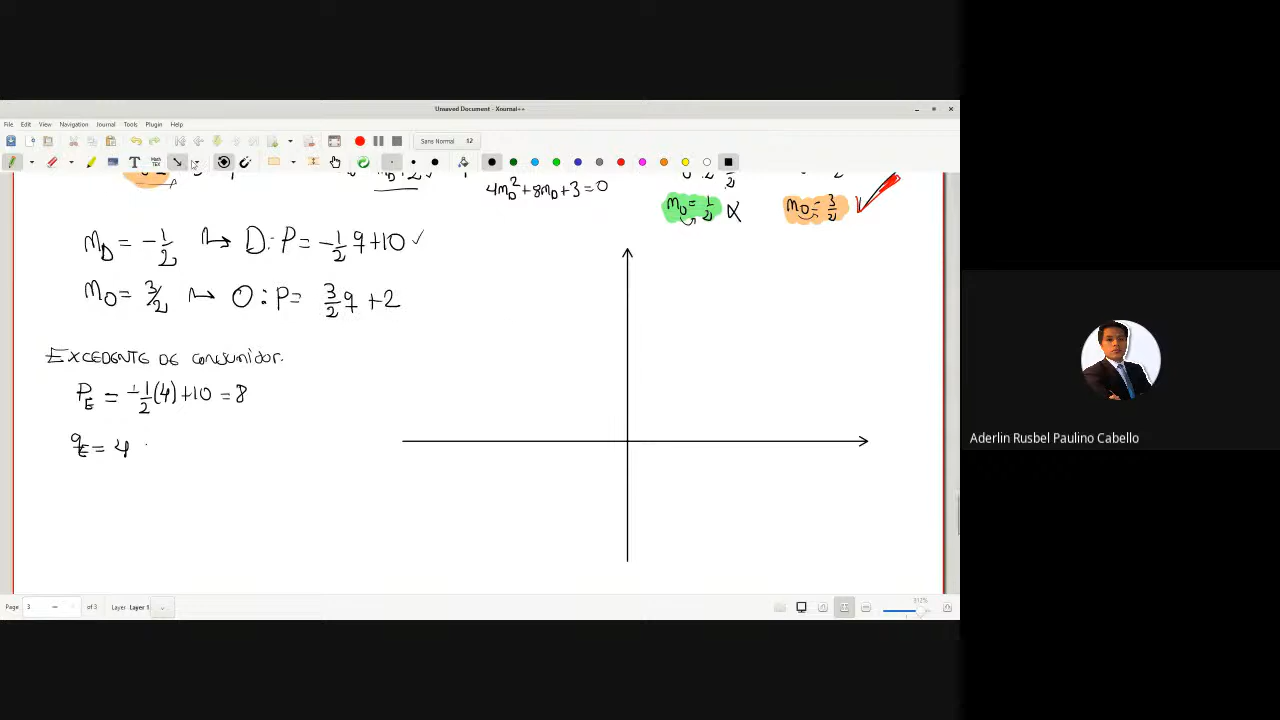 Unsaved Document - Xournal++
File Edit View Navigation Journal Tools Plugin Help
Sans Normal 12
4m_D²+8m_D+3=0
m_D = 1/2 X
m_O = 3/2
m_D = -1/2 ↦ D: P = -1/2 q+10 ✓
m_O = 3/2 ↦ O: P = 3/2 q +2
EXCEDENTE DE consumidor.
P_E = -1/2 (4) +10 = 8
q_E = 4
Aderlin Rusbel Paulino Cabello
Page 3 of 3 Layer Layer 1
312%